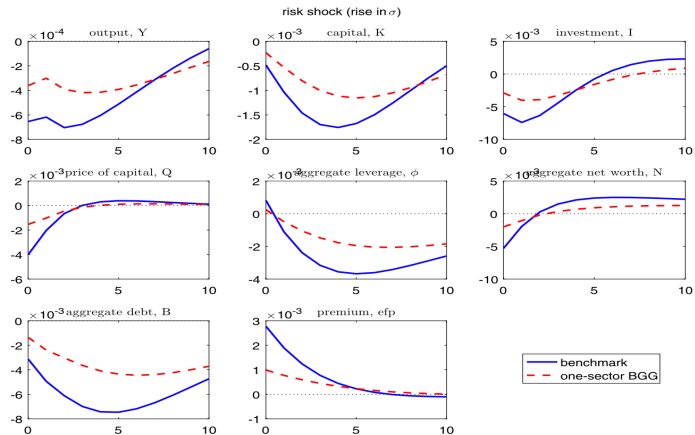 risk shock (rise in σ)
×10⁻⁴ output, Y
0
-2
-4
-6
-8
0 5 10
×10⁻³ capital, K
0
-0.5
-1
-1.5
-2
0 5 10
×10⁻³ investment, I
5
0
-5
-10
0 5 10
×10⁻³ price of capital, Q
2
0
-2
-4
-6
0 5 10
×10⁻³ aggregate leverage, ϕ
2
0
-2
-4
0 5 10
×10⁻³ aggregate net worth, N
5
0
-5
-10
0 5 10
×10⁻³ aggregate debt, B
0
-2
-4
-6
-8
0 5 10
×10⁻³ premium, efp
3
2
1
0
-1
0 5 10
benchmark
one-sector BGG